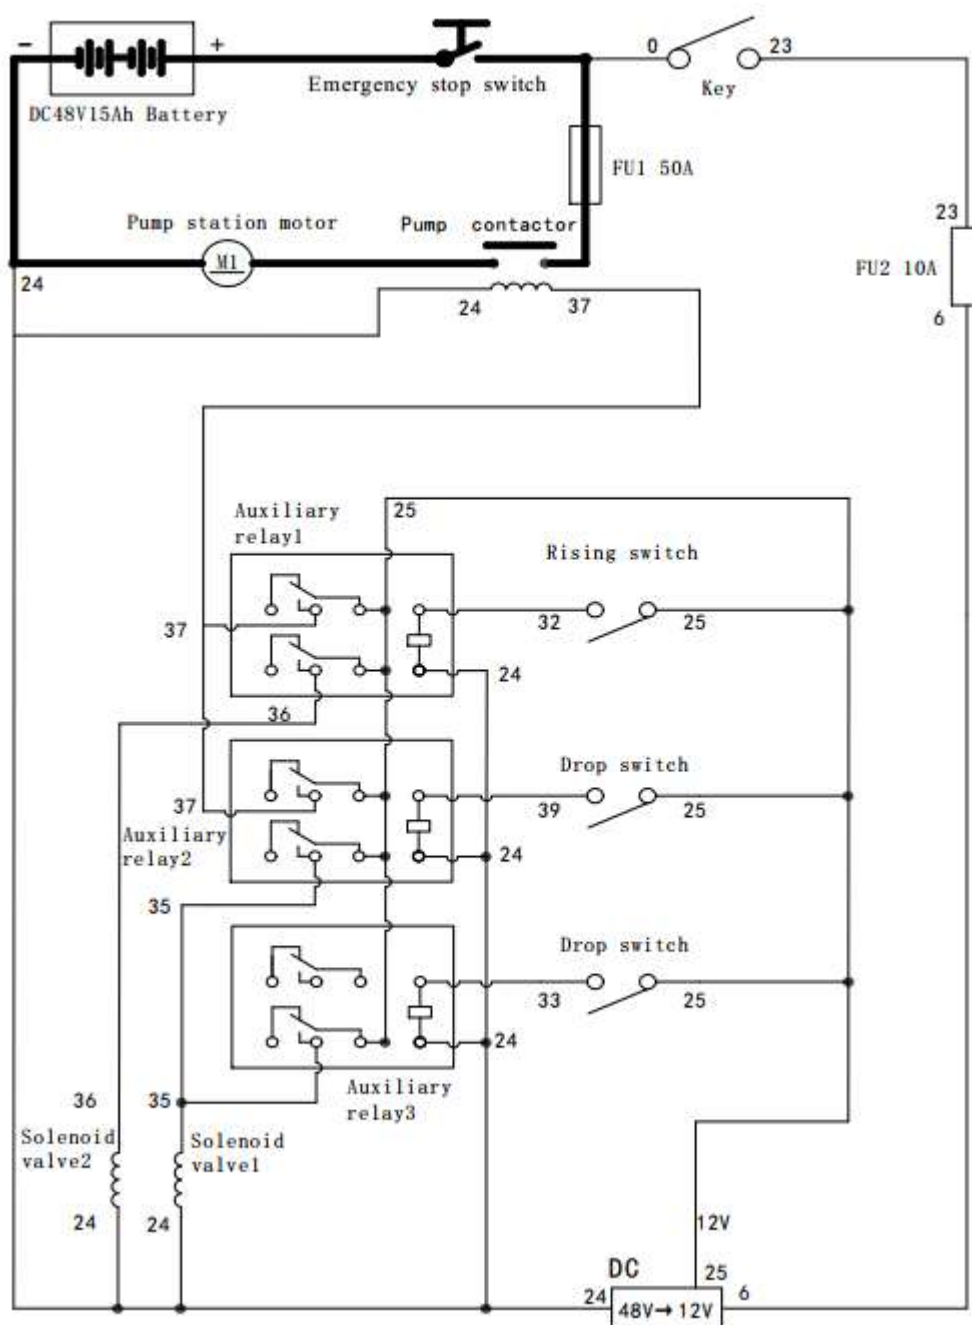 - +
DC48V15Ah Battery
Emergency stop switch
0 23
Key
FU1 50A
Pump station motor
Pump contactor
M1
24
24 37
23
FU2 10A
6
Auxiliary
relay1
25
Rising switch
37
32 25
24
36
Drop switch
37
39 25
Auxiliary
relay2
24
35
Drop switch
33 25
24
Auxiliary
relay3
36 35
Solenoid
valve2
Solenoid
valve1
24 24
12V
DC 25
24 48V→12V 6